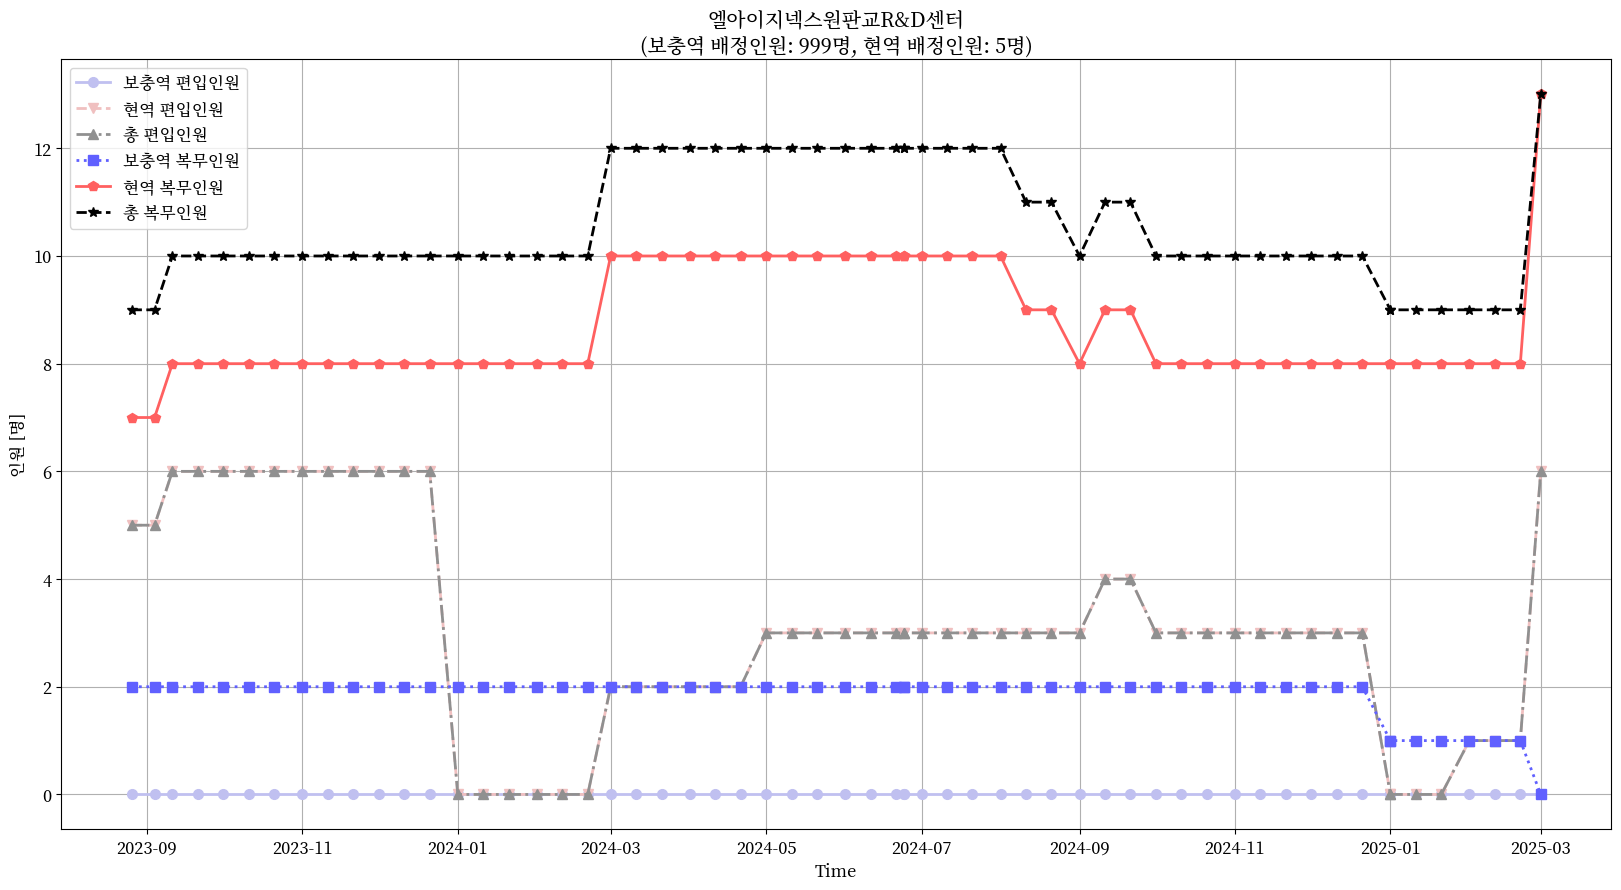 엘아이지넥스원판교R&D센터
(보충역 배정인원: 999명, 현역 배정인원: 5명)
보충역 편입인원
현역 편입인원
총 편입인원
보충역 복무인원
현역 복무인원
총 복무인원
인원 [명]
12
10
8
6
4
2
0
2023-09
2023-11
2024-01
2024-03
2024-05
2024-07
2024-09
2024-11
2025-01
2025-03
Time